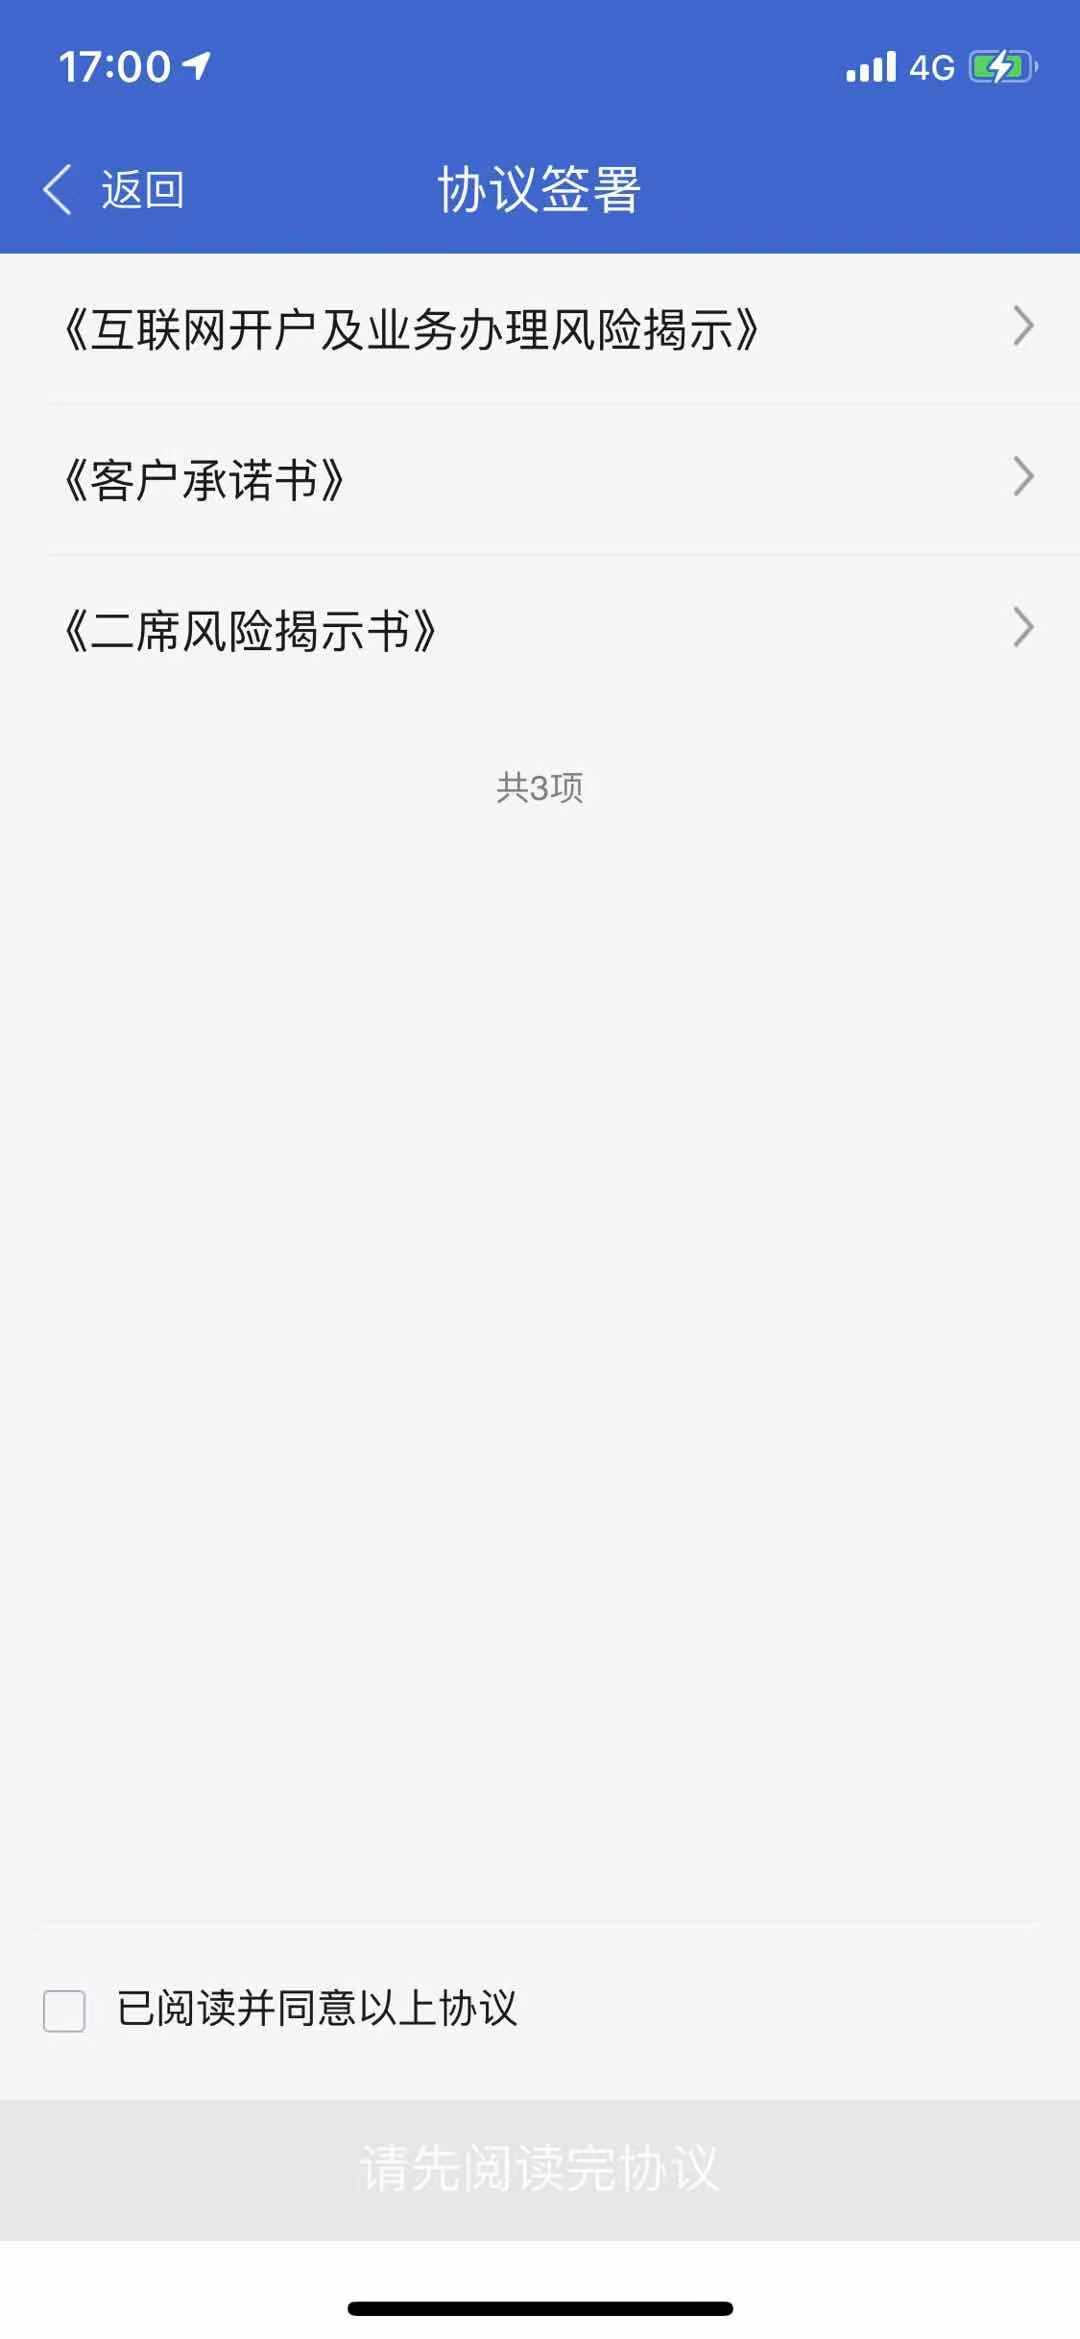 17:00
4G
返回
协议签署
《互联网开户及业务办理风险揭示》
《客户承诺书》
《二席风险揭示书》
共3项
已阅读并同意以上协议
请先阅读完协议